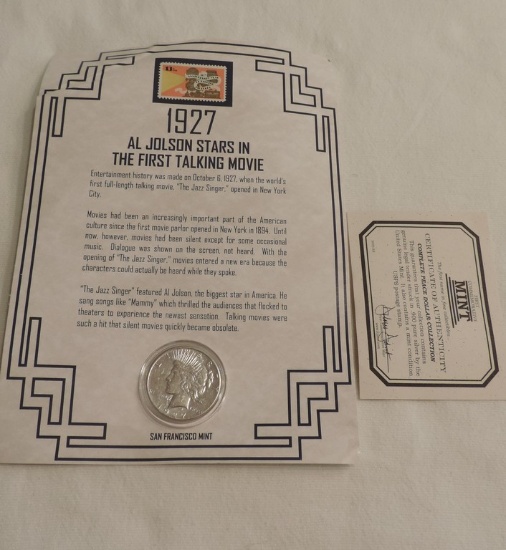 1927
AL JOLSON STARS IN
THE FIRST TALKING MOVIE
Entertainment history was made on October 6, 1927, when the world's
first full-length talking movie, "The Jazz Singer," opened in New York
City.
Movies had been an increasingly important part of the American
culture since the first movie parlor opened in New York in 1894. Until
now, however, movies had been silent except for some occasional
music. Dialogue was shown on the screen, not heard. With the
opening of "The Jazz Singer," movies entered a new era because the
characters could actually be heard while they spoke.
"The Jazz Singer" featured Al Jolson, the biggest star in America. He
sang songs like "Mammy" which thrilled the audiences that flocked to
theaters to experience the newest sensation. Talking movies were
such a hit that silent movies quickly became obsolete.
SAN FRANCISCO MINT
MINT
CERTIFICATE OF AUTHENTICITY
COMPLETE PEACE DOLLAR COLLECTION